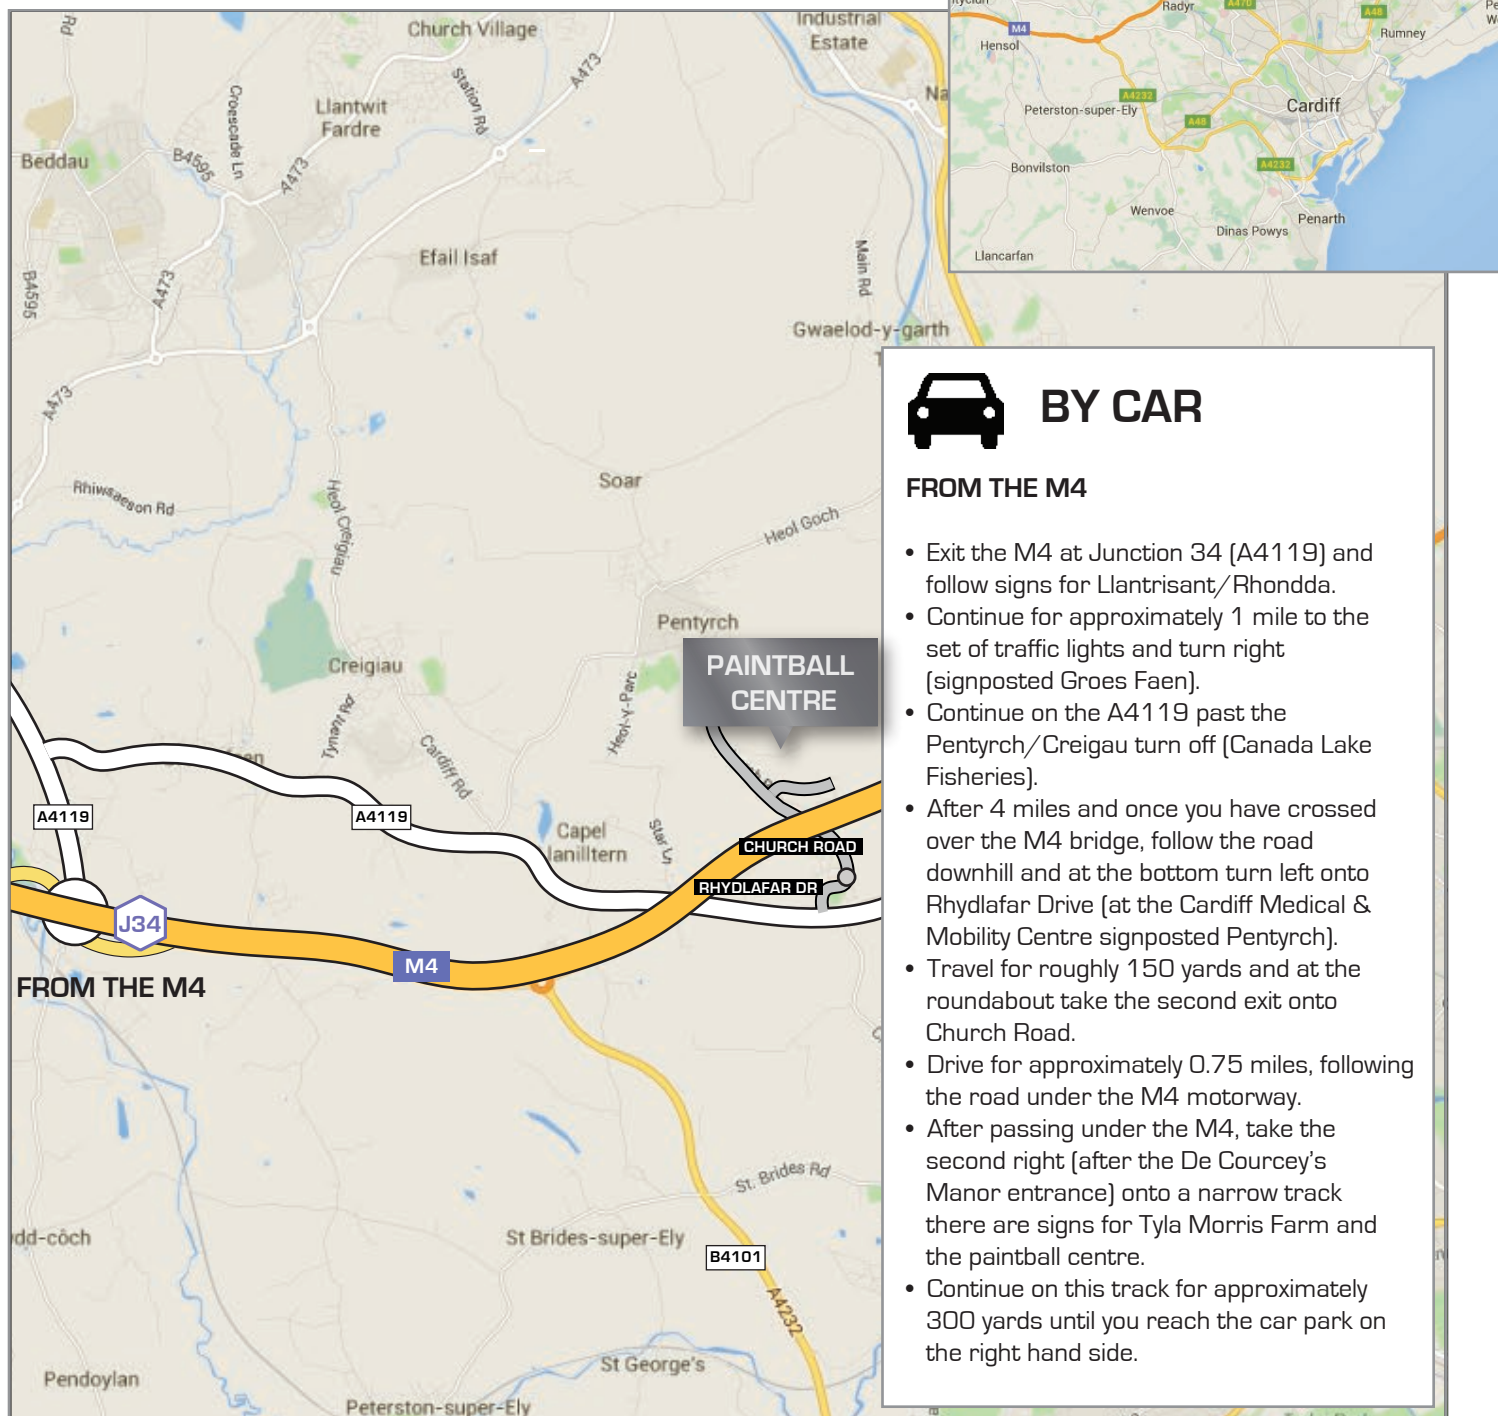 Church Village
Industrial
Estate
Station Rd
A473
Croescade Ln
Llantwit
Fardre
Beddau
B4595
A473
Efail Isaf
Main Rd
B4595
A473
Gwaelod-y-garth
A473
Rhiwsaeson Rd
Heol Creigiau
Soar
Heol Goch
Pentyrch
Creigiau
PAINTBALL
CENTRE
Heol-y-Parc
Tynant Rd
Cardiff Rd
A4119
A4119
Capel
lanilltern
Star Ln
CHURCH ROAD
RHYDLAFAR DR
J34
M4
FROM THE M4
St. Brides Rd
St Brides-super-Ely
dd-côch
B4101
A4232
St George's
Pendoylan
Peterston-super-Ely
Radyr
A470
A48
M4
Hensol
Rumney
A4232
Peterston-super-Ely
Cardiff
A48
Bonvilston
A4232
Wenvoe
Penarth
Dinas Powys
Llancarfan
BY CAR
FROM THE M4
• Exit the M4 at Junction 34 (A4119) and
follow signs for Llantrisant/Rhondda.
• Continue for approximately 1 mile to the
set of traffic lights and turn right
(signposted Groes Faen).
• Continue on the A4119 past the
Pentyrch/Creigau turn off (Canada Lake
Fisheries).
• After 4 miles and once you have crossed
over the M4 bridge, follow the road
downhill and at the bottom turn left onto
Rhydlafar Drive (at the Cardiff Medical &
Mobility Centre signposted Pentyrch).
• Travel for roughly 150 yards and at the
roundabout take the second exit onto
Church Road.
• Drive for approximately 0.75 miles, following
the road under the M4 motorway.
• After passing under the M4, take the
second right (after the De Courcey's
Manor entrance) onto a narrow track
there are signs for Tyla Morris Farm and
the paintball centre.
• Continue on this track for approximately
300 yards until you reach the car park on
the right hand side.